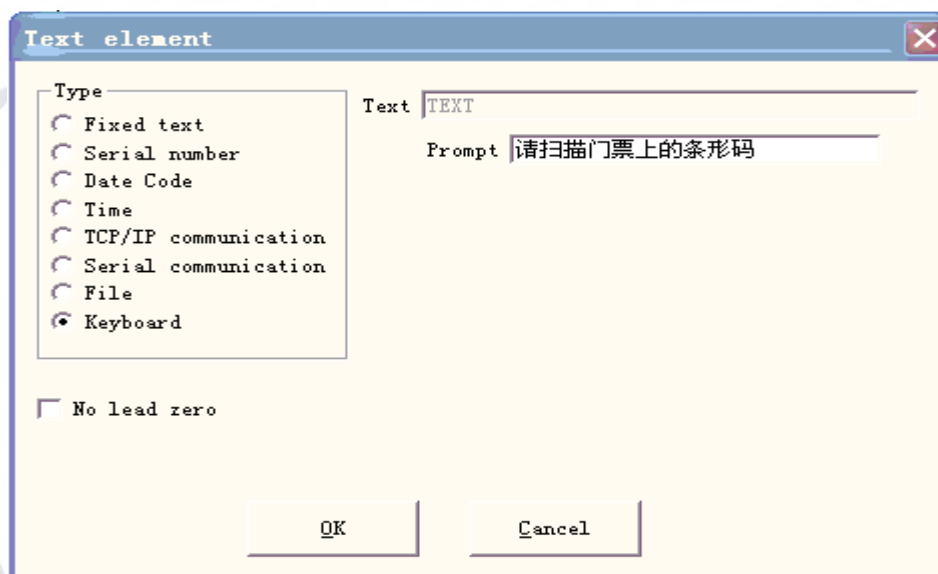 Text element
Type
Fixed text
Serial number
Date Code
Time
TCP/IP communication
Serial communication
File
Keyboard
Text TEXT
Prompt 请扫描门票上的条形码
No lead zero
OK Cancel